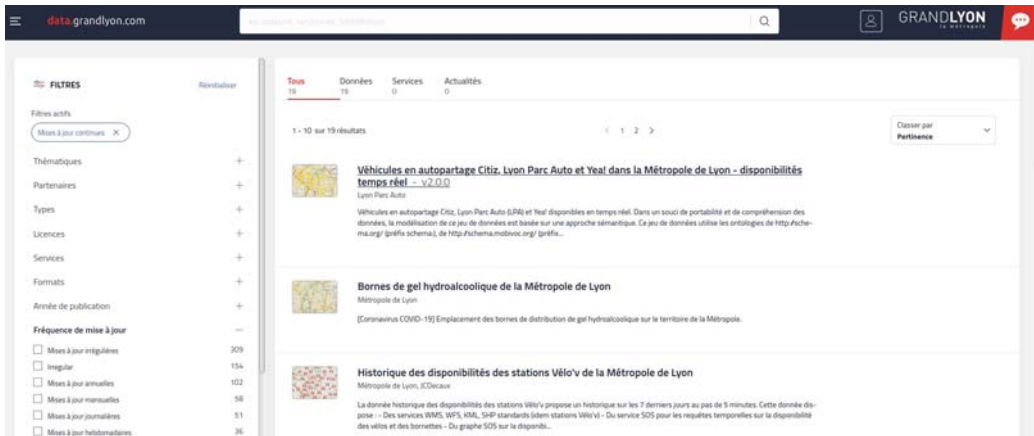 data.grandlyon.com
GRANDLYON
la métropole
FILTRES
Réinitialiser
Filtres actifs
Mises à jour continues X
Thématiques
Partenaires
Types
Licences
Services
Formats
Année de publication
Fréquence de mise à jour
Mises à jour irrégulières 309
Irregular 154
Mises à jour annuelles 102
Mises à jour mensuelles 58
Mises à jour journalières 51
Mises à jour hebdomadaires 36
Tous Données Services Actualités
19 19 0 0
1 - 10 sur 19 résultats
< 1 2 >
Classer par
Pertinence
Véhicules en autopartage Citiz, Lyon Parc Auto et Yea! dans la Métropole de Lyon - disponibilités
temps réel - v2.0.0
Lyon Parc Auto
Véhicules en autopartage Citiz, Lyon Parc Auto (LPA) et Yea! disponibles en temps réel. Dans un souci de portabilité et de compréhension des
données, la modélisation de ce jeu de données est basée sur une approche sémantique. Ce jeu de données utilise les ontologies de http://sche-
ma.org/ (préfix schema:), de http://schema.mobivoc.org/ (préfix...
Bornes de gel hydroalcoolique de la Métropole de Lyon
Métropole de Lyon
[Coronavirus COVID-19] Emplacement des bornes de distribution de gel hydroalcoolique sur le territoire de la Métropole.
Historique des disponibilités des stations Vélo'v de la Métropole de Lyon
Métropole de Lyon, JCDecaux
La donnée historique des disponibilités des stations Vélo'v propose un historique sur les 7 derniers jours au pas de 5 minutes. Cette donnée dis-
pose : - Des services WMS, WFS, KML, SHP standards (idem stations Vélo'v) - Du service SOS pour les requêtes temporelles sur la disponibilité
des vélos et des bornettes - Du graphe SOS sur la disponibi...